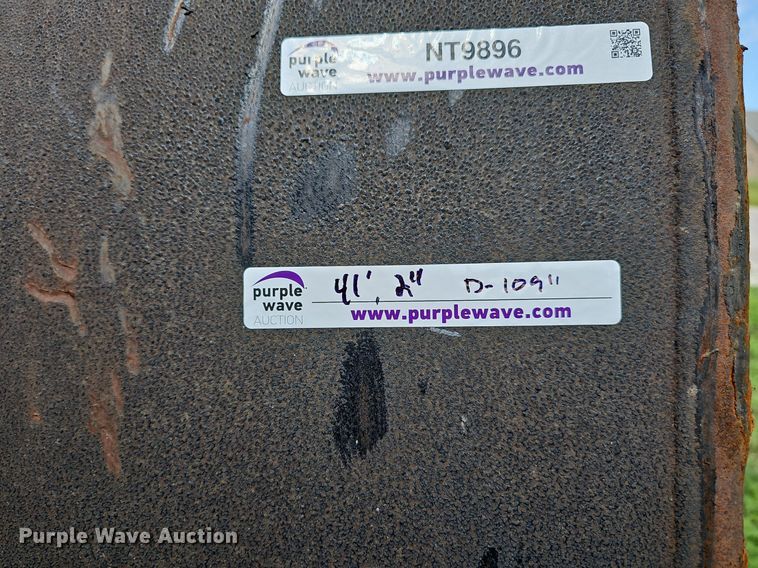 purple
wave
AUCTION
NT9896
www.purplewave.com
purple
wave
AUCTION
41', 2" D-109"
www.purplewave.com
Purple Wave Auction®